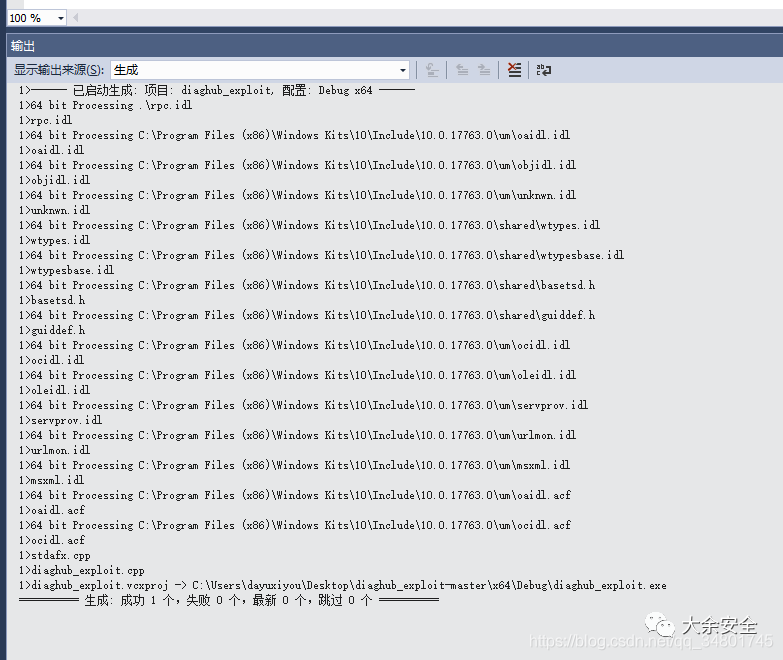 100 %
输出
显示输出来源(S): 生成
1>------ 已启动生成: 项目: diaghub_exploit, 配置: Debug x64 ------
1>64 bit Processing .\rpc.idl
1>rpc.idl
1>64 bit Processing C:\Program Files (x86)\Windows Kits\10\Include\10.0.17763.0\um\oaidl.idl
1>oaidl.idl
1>64 bit Processing C:\Program Files (x86)\Windows Kits\10\Include\10.0.17763.0\um\objidl.idl
1>objidl.idl
1>64 bit Processing C:\Program Files (x86)\Windows Kits\10\Include\10.0.17763.0\um\unknwn.idl
1>unknwn.idl
1>64 bit Processing C:\Program Files (x86)\Windows Kits\10\Include\10.0.17763.0\shared\wtypes.idl
1>wtypes.idl
1>64 bit Processing C:\Program Files (x86)\Windows Kits\10\Include\10.0.17763.0\shared\wtypesbase.idl
1>wtypesbase.idl
1>64 bit Processing C:\Program Files (x86)\Windows Kits\10\Include\10.0.17763.0\shared\basetsd.h
1>basetsd.h
1>64 bit Processing C:\Program Files (x86)\Windows Kits\10\Include\10.0.17763.0\shared\guiddef.h
1>guiddef.h
1>64 bit Processing C:\Program Files (x86)\Windows Kits\10\Include\10.0.17763.0\um\ocidl.idl
1>ocidl.idl
1>64 bit Processing C:\Program Files (x86)\Windows Kits\10\Include\10.0.17763.0\um\oleidl.idl
1>oleidl.idl
1>64 bit Processing C:\Program Files (x86)\Windows Kits\10\Include\10.0.17763.0\um\servprov.idl
1>servprov.idl
1>64 bit Processing C:\Program Files (x86)\Windows Kits\10\Include\10.0.17763.0\um\urlmon.idl
1>urlmon.idl
1>64 bit Processing C:\Program Files (x86)\Windows Kits\10\Include\10.0.17763.0\um\msxml.idl
1>msxml.idl
1>64 bit Processing C:\Program Files (x86)\Windows Kits\10\Include\10.0.17763.0\um\oaidl.acf
1>oaidl.acf
1>64 bit Processing C:\Program Files (x86)\Windows Kits\10\Include\10.0.17763.0\um\ocidl.acf
1>ocidl.acf
1>stdafx.cpp
1>diaghub_exploit.cpp
1>diaghub_exploit.vcxproj -> C:\Users\dayuxiyou\Desktop\diaghub_exploit-master\x64\Debug\diaghub_exploit.exe
========== 生成: 成功 1 个，失败 0 个，最新 0 个，跳过 0 个 ==========
大余安全
https://blog.csdn.net/qq_34801745